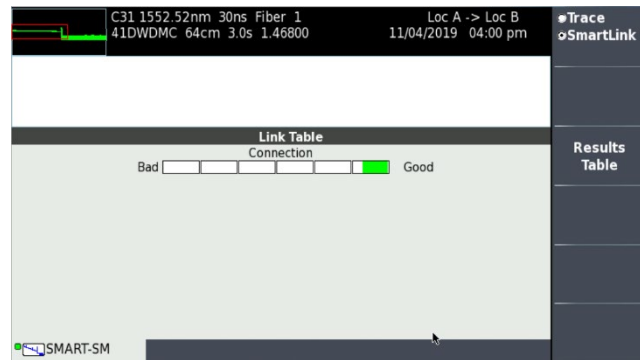 C31 1552.52nm 30ns Fiber 1
Loc A -> Loc B
41DWDMC 64cm 3.0s 1.46800
11/04/2019 04:00 pm
Trace
SmartLink
Link Table
Connection
Bad
Good
Results
Table
SMART-SM